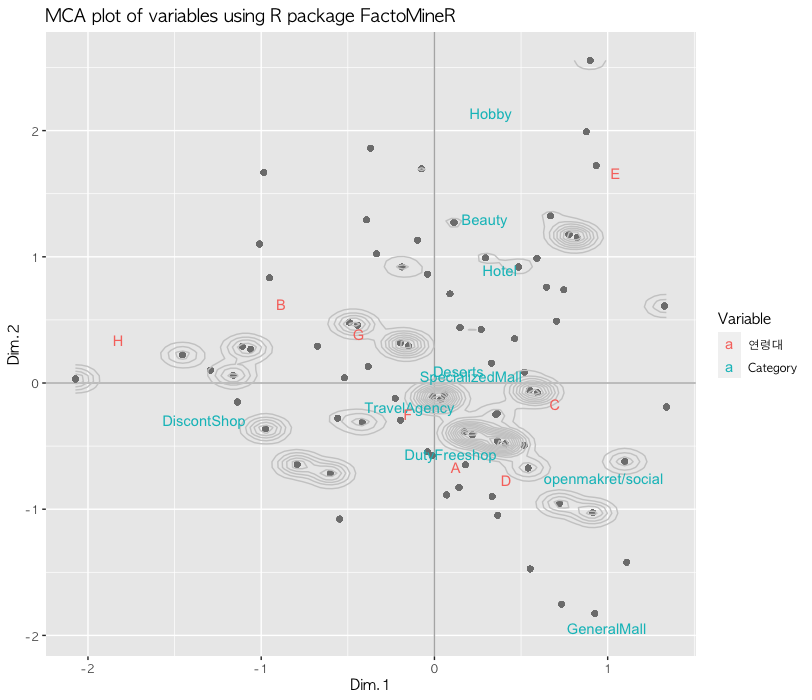 MCA plot of variables using R package FactoMineR
Dim. 2
2
1
0
-1
-2
Hobby
E
Beauty
Hotel
B
H
G
Deserts
SpecializedMall
C
TravelAgency
F
DiscontShop
DutyFreeshop
A
D
openmakret/social
GeneralMall
-2
-1
0
1
Dim. 1
Variable
a 연령대
a Category